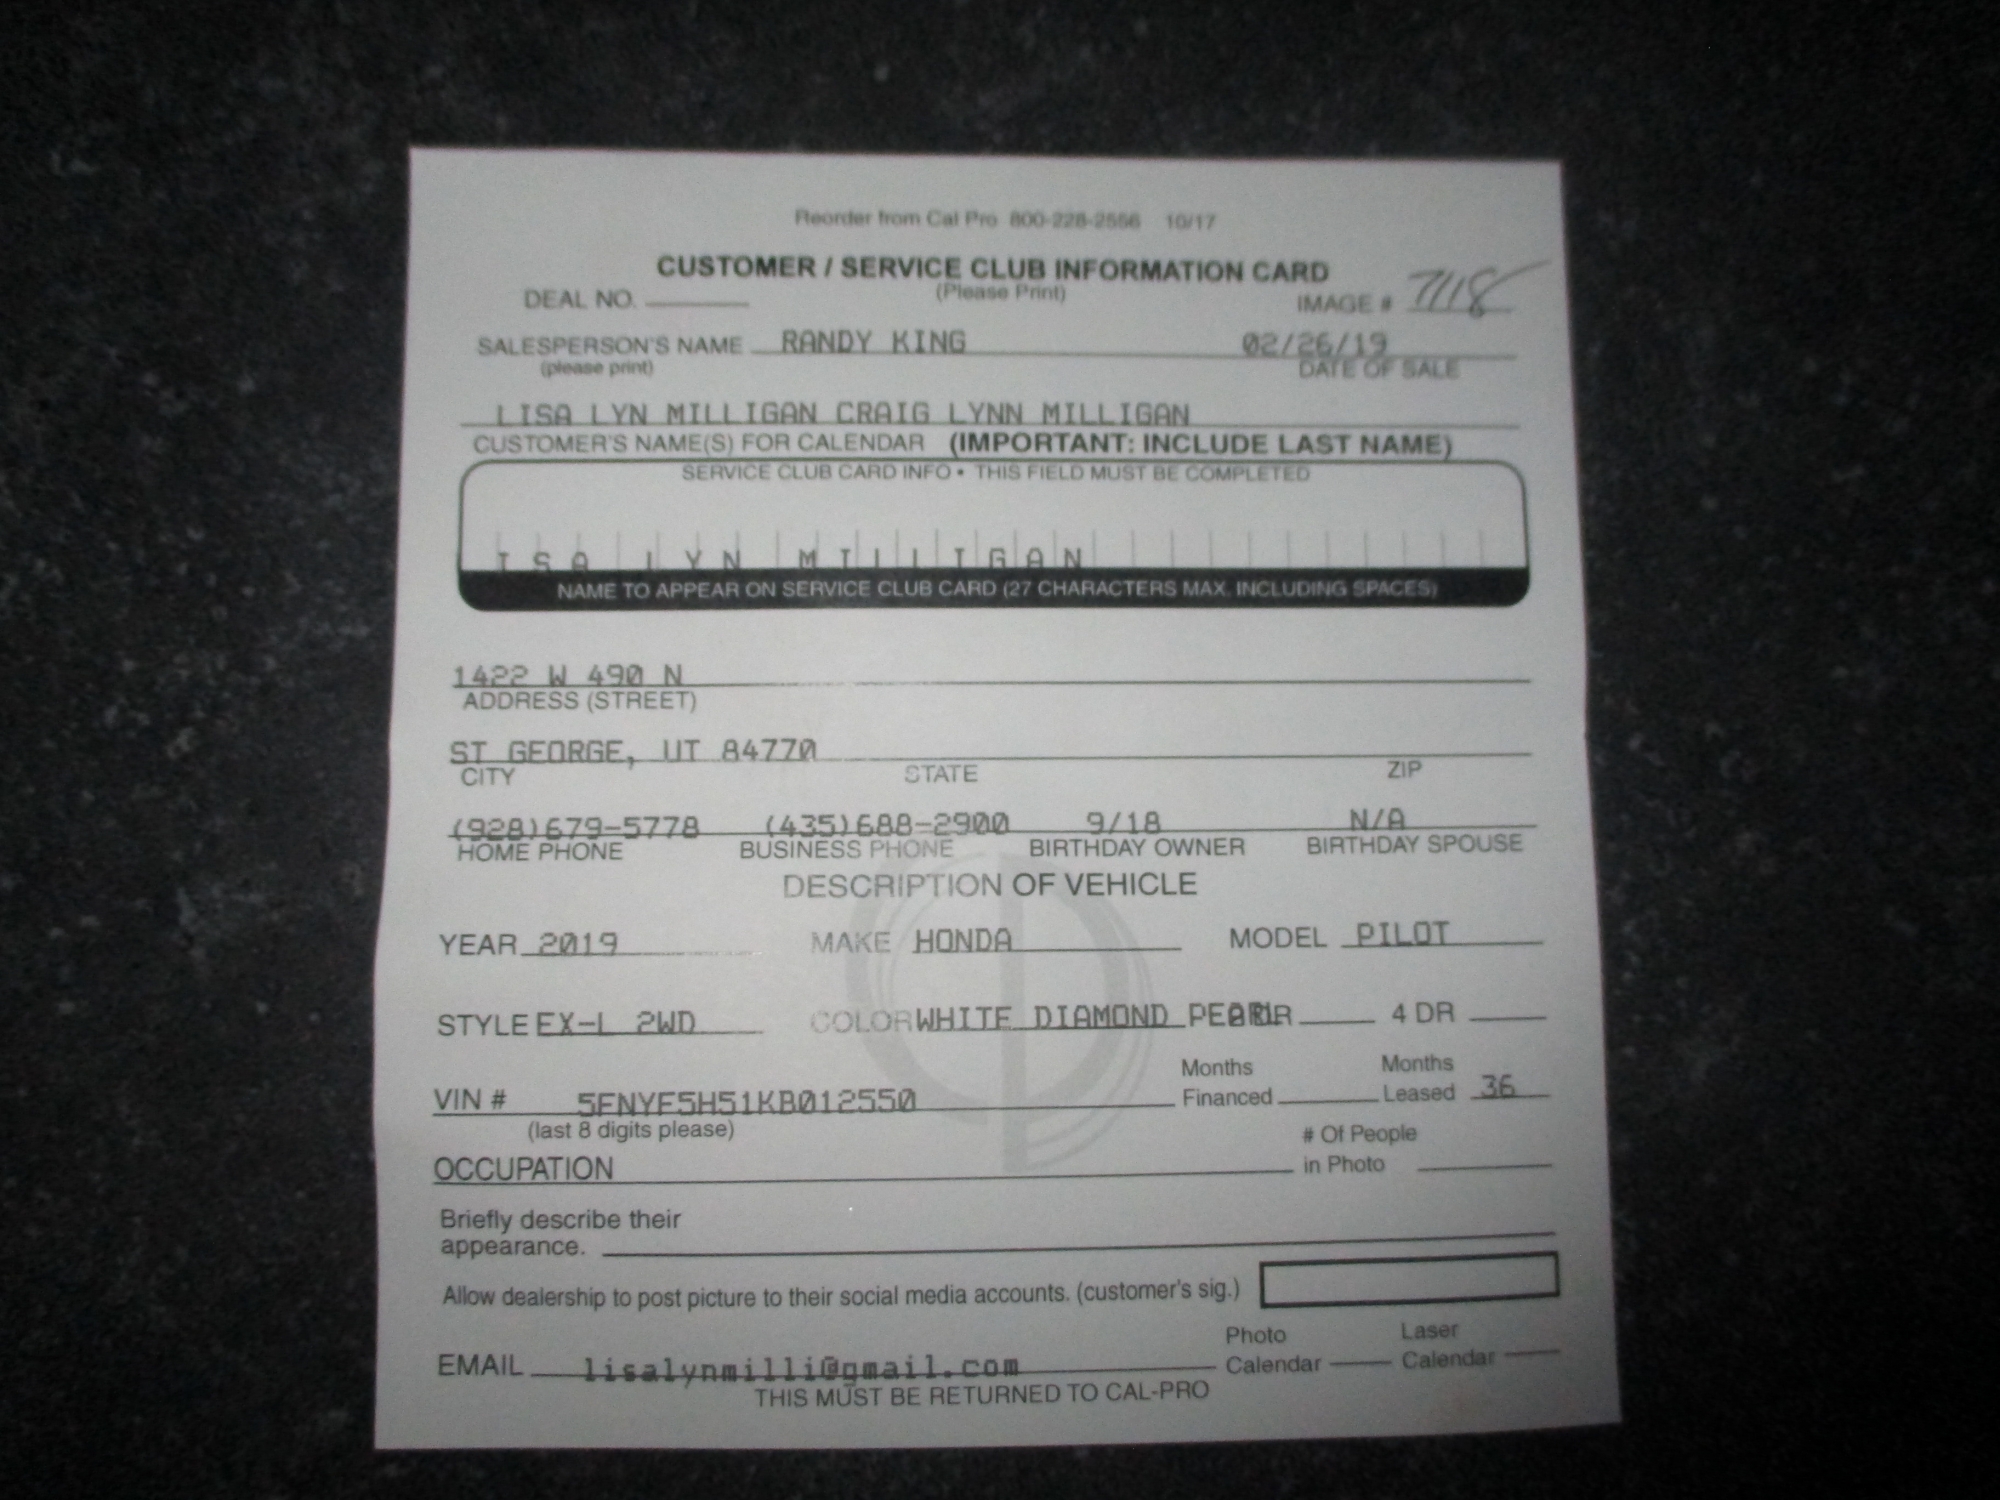 Reorder from Cal Pro 800-228-2556 10/17
CUSTOMER / SERVICE CLUB INFORMATION CARD
(Please Print)
DEAL NO. IMAGE # 7118
SALESPERSON'S NAME RANDY KING 02/26/19
(please print) DATE OF SALE
LISA LYN MILLIGAN CRAIG LYNN MILLIGAN
CUSTOMER'S NAME(S) FOR CALENDAR (IMPORTANT: INCLUDE LAST NAME)
SERVICE CLUB CARD INFO • THIS FIELD MUST BE COMPLETED
ISA LYN MILLIGAN
NAME TO APPEAR ON SERVICE CLUB CARD (27 CHARACTERS MAX. INCLUDING SPACES)
1422 W 490 N
ADDRESS (STREET)
ST GEORGE, UT 84770
CITY STATE ZIP
(928)679-5778 (435)688-2900 9/18 N/A
HOME PHONE BUSINESS PHONE BIRTHDAY OWNER BIRTHDAY SPOUSE
DESCRIPTION OF VEHICLE
YEAR 2019 MAKE HONDA MODEL PILOT
STYLE EX-L 2WD COLOR WHITE DIAMOND 4 DR
Months Months
VIN # 5FNYF5H51KB012550 Financed Leased 36
(last 8 digits please) # Of People
OCCUPATION in Photo
Briefly describe their
appearance.
Allow dealership to post picture to their social media accounts. (customer's sig.)
Photo Laser
EMAIL lisalynmilli@gmail.com Calendar Calendar
THIS MUST BE RETURNED TO CAL-PRO